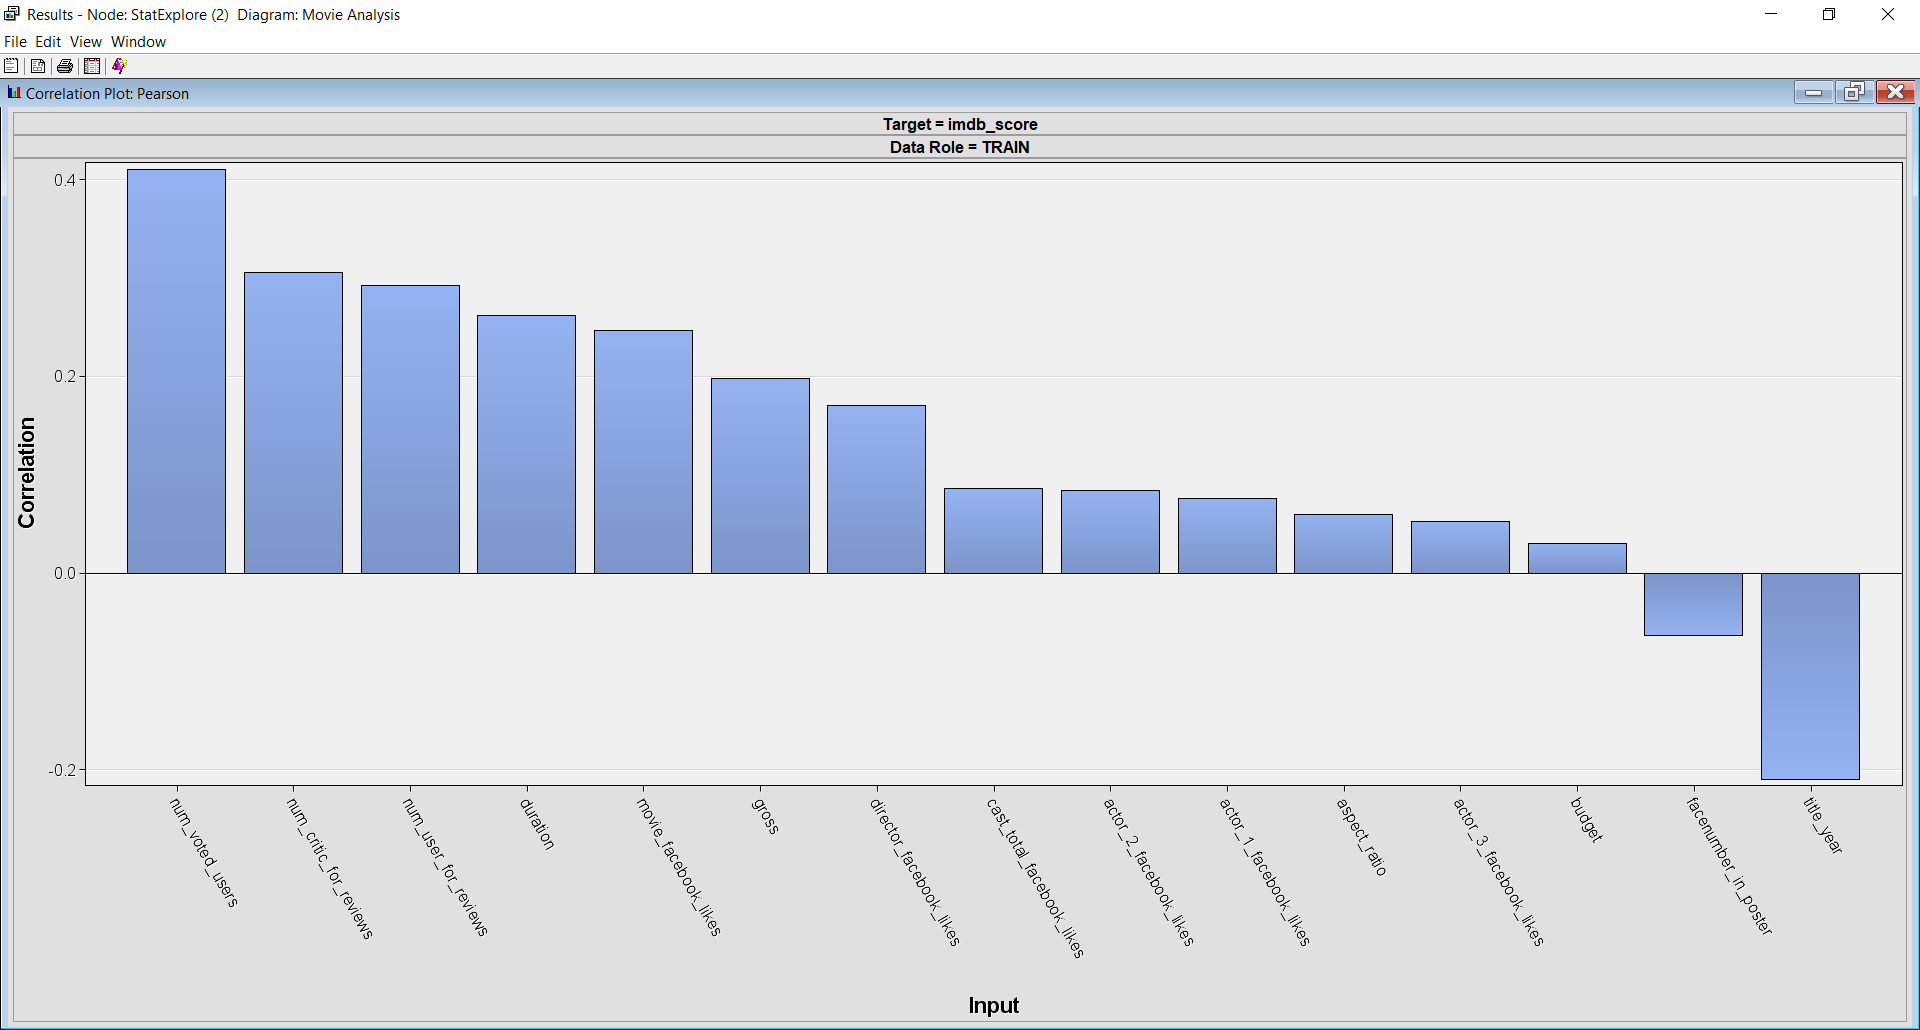 Results - Node: StatExplore (2) Diagram: Movie Analysis
File Edit View Window
Correlation Plot: Pearson
Target = imdb_score
Data Role = TRAIN
0.4
0.2
0.0
-0.2
Correlation
num_voted_users
num_critic_for_reviews
num_user_for_reviews
duration
movie_facebook_likes
gross
director_facebook_likes
cast_total_facebook_likes
actor_2_facebook_likes
actor_1_facebook_likes
aspect_ratio
actor_3_facebook_likes
budget
facenumber_in_poster
title_year
Input